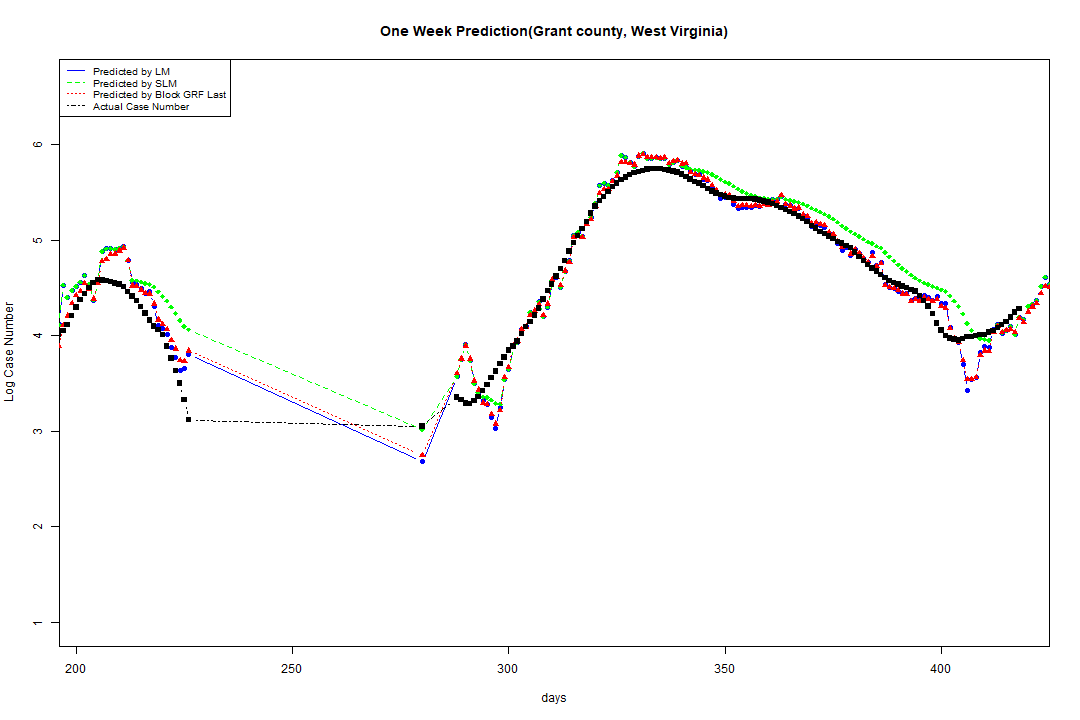 One Week Prediction(Grant county, West Virginia)
Predicted by LM
Predicted by SLM
Predicted by Block GRF Last
Actual Case Number
Log Case Number
6
5
4
3
2
1
200 250 300 350 400
days